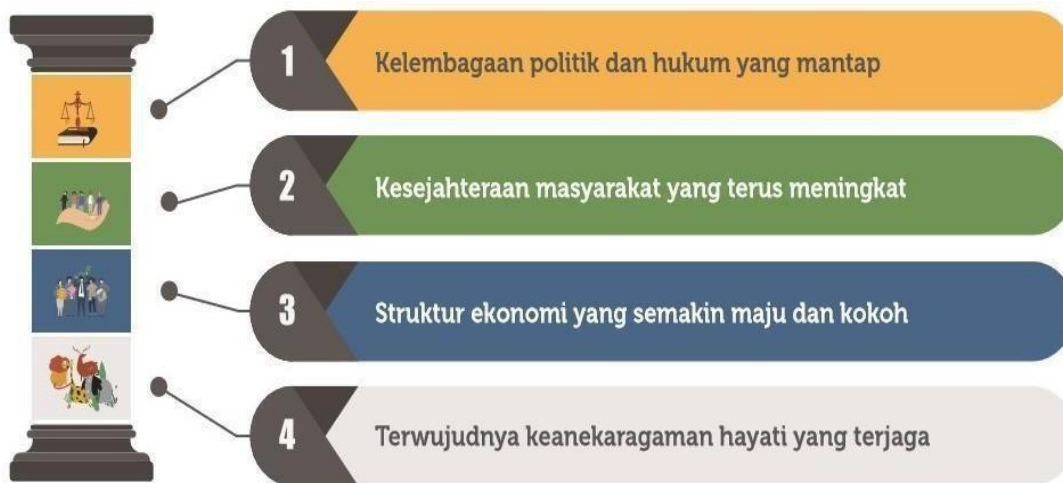 1
Kelembagaan politik dan hukum yang mantap
2
Kesejahteraan masyarakat yang terus meningkat
3
Struktur ekonomi yang semakin maju dan kokoh
4
Terwujudnya keanekaragaman hayati yang terjaga